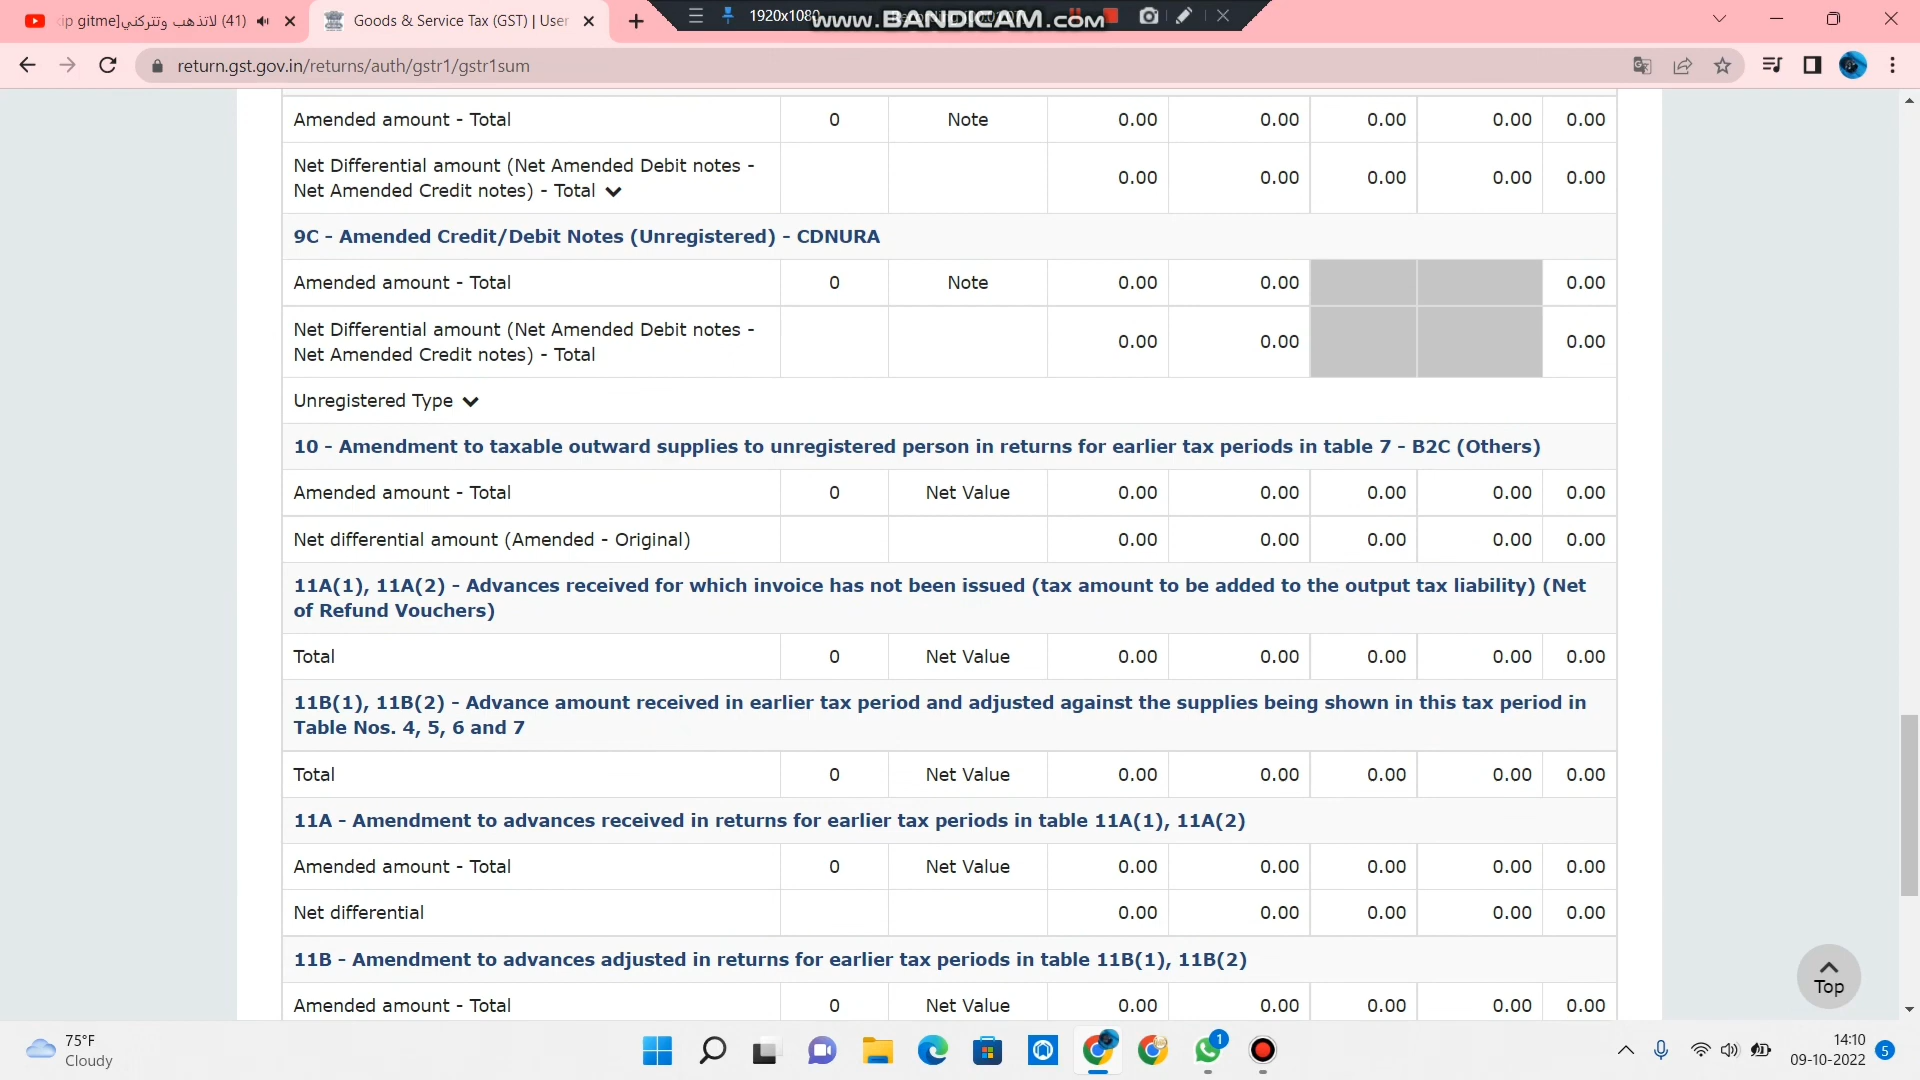 (41) لاتذهب وتتركني[kip gitme
Goods & Service Tax (GST) | User
1920x1080
www.BANDICAM.com
return.gst.gov.in/returns/auth/gstr1/gstr1sum
Amended amount - Total 0 Note 0.00 0.00 0.00 0.00 0.00
Net Differential amount (Net Amended Debit notes -
Net Amended Credit notes) - Total 0.00 0.00 0.00 0.00 0.00
9C - Amended Credit/Debit Notes (Unregistered) - CDNURA
Amended amount - Total 0 Note 0.00 0.00 0.00
Net Differential amount (Net Amended Debit notes -
Net Amended Credit notes) - Total 0.00 0.00 0.00
Unregistered Type
10 - Amendment to taxable outward supplies to unregistered person in returns for earlier tax periods in table 7 - B2C (Others)
Amended amount - Total 0 Net Value 0.00 0.00 0.00 0.00 0.00
Net differential amount (Amended - Original) 0.00 0.00 0.00 0.00 0.00
11A(1), 11A(2) - Advances received for which invoice has not been issued (tax amount to be added to the output tax liability) (Net
of Refund Vouchers)
Total 0 Net Value 0.00 0.00 0.00 0.00 0.00
11B(1), 11B(2) - Advance amount received in earlier tax period and adjusted against the supplies being shown in this tax period in
Table Nos. 4, 5, 6 and 7
Total 0 Net Value 0.00 0.00 0.00 0.00 0.00
11A - Amendment to advances received in returns for earlier tax periods in table 11A(1), 11A(2)
Amended amount - Total 0 Net Value 0.00 0.00 0.00 0.00 0.00
Net differential 0.00 0.00 0.00 0.00 0.00
11B - Amendment to advances adjusted in returns for earlier tax periods in table 11B(1), 11B(2)
Amended amount - Total 0 Net Value 0.00 0.00 0.00 0.00 0.00
Top
75°F
Cloudy
1
14:10
09-10-2022
5